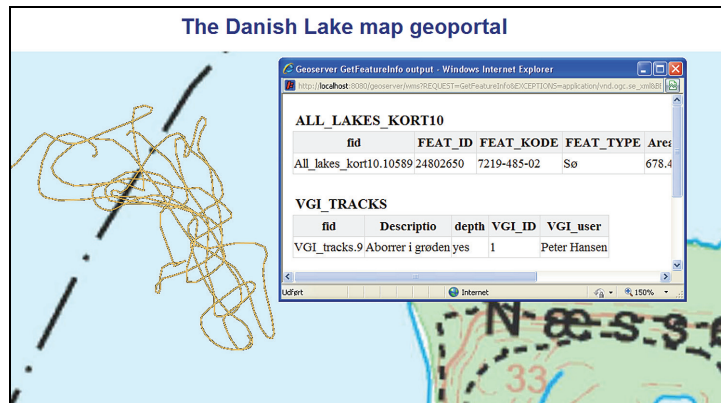 The Danish Lake map geoportal
Geoserver GetFeatureInfo output - Windows Internet Explorer
http://localhost:8080/geoserver/wms?REQUEST=GetFeatureInfo&EXCEPTIONS=application/vnd.ogc.se_xml&B
ALL_LAKES_KORT10
fid FEAT_ID FEAT_KODE FEAT_TYPE Area
All_lakes_kort10.10589 24802650 7219-485-02 Sø 678.4
VGI_TRACKS
fid Descriptio depth VGI_ID VGI_user
VGI_tracks.9 Aborrer i grøden yes 1 Peter Hansen
Udført Internet 150%
Næsse
33